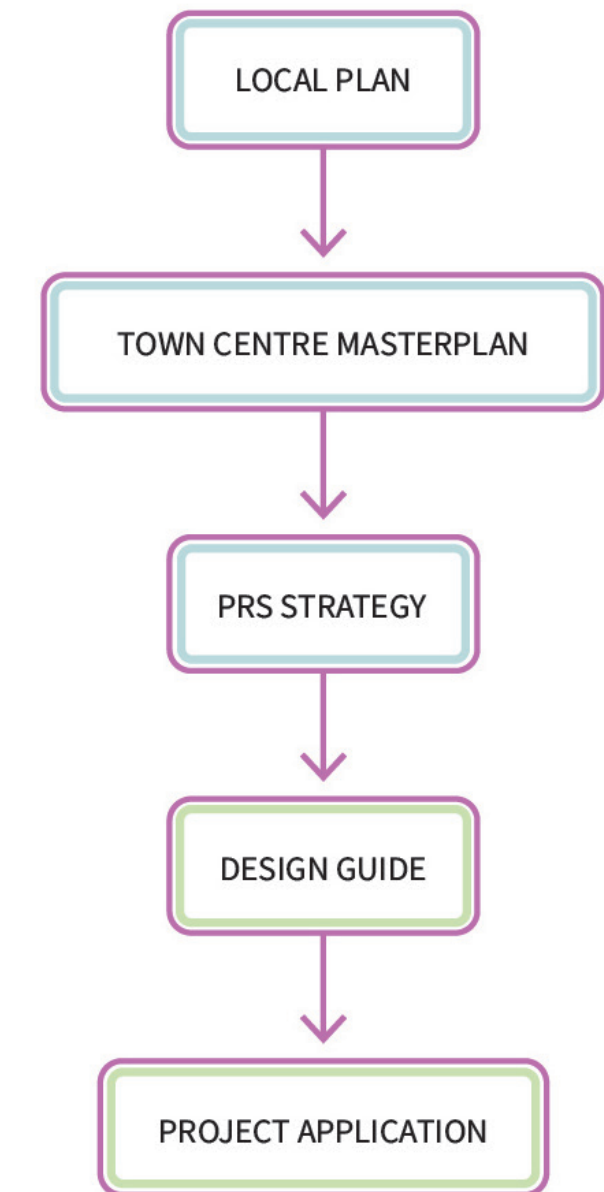 LOCAL PLAN
TOWN CENTRE MASTERPLAN
PRS STRATEGY
DESIGN GUIDE
PROJECT APPLICATION